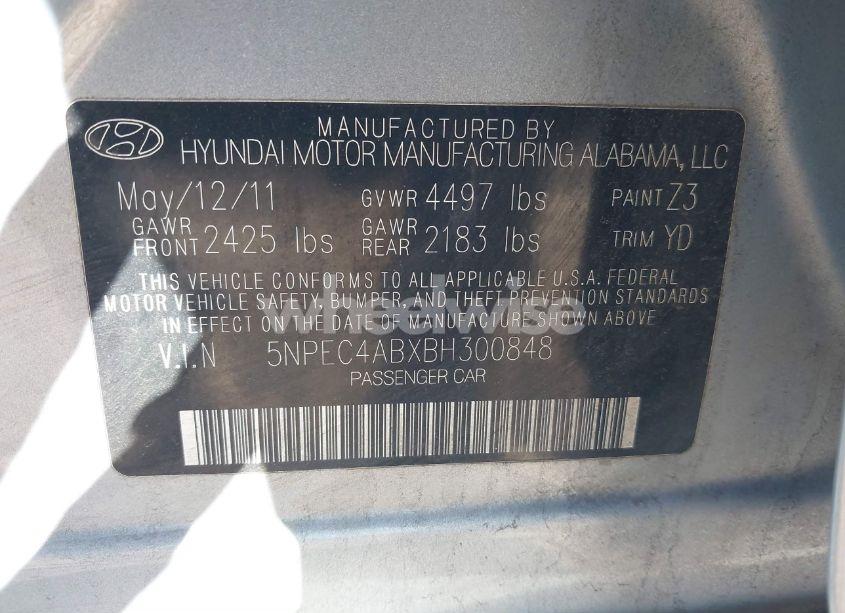 MANUFACTURED BY
HYUNDAI MOTOR MANUFACTURING ALABAMA, LLC
May/12/11 GVWR 4497 lbs PAINT Z3
GAWR FRONT 2425 lbs GAWR REAR 2183 lbs TRIM YD
THIS VEHICLE CONFORMS TO ALL APPLICABLE U.S.A. FEDERAL
MOTOR VEHICLE SAFETY, BUMPER, AND THEFT PREVENTION STANDARDS
IN EFFECT ON THE DATE OF MANUFACTURE SHOWN ABOVE
wheelwise
V.I.N 5NPEC4ABXBH300848
PASSENGER CAR